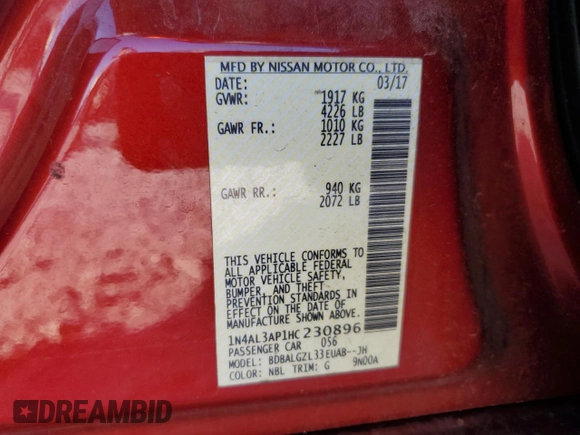 MFD BY NISSAN MOTOR CO., LTD.
DATE: 03/17
GVWR: 1917 KG
4226 LB
GAWR FR.: 1010 KG
2227 LB
GAWR RR.: 940 KG
2072 LB
THIS VEHICLE CONFORMS TO
ALL APPLICABLE FEDERAL
MOTOR VEHICLE SAFETY,
BUMPER, AND THEFT
PREVENTION STANDARDS IN
EFFECT ON THE DATE OF
MANUFACTURE SHOWN ABOVE.
1N4AL3AP1HC230896
PASSENGER CAR 056
MODEL: BDBALGZL33EUAB--JH
COLOR: NBL TRIM: G 9N00A
DREAMBID